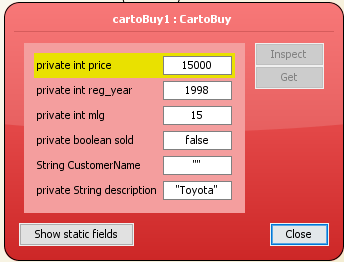 cartoBuy1 : CartoBuy
private int price 15000
private int reg_year 1998
private int mlg 15
private boolean sold false
String CustomerName ""
private String description "Toyota"
Inspect
Get
Show static fields
Close